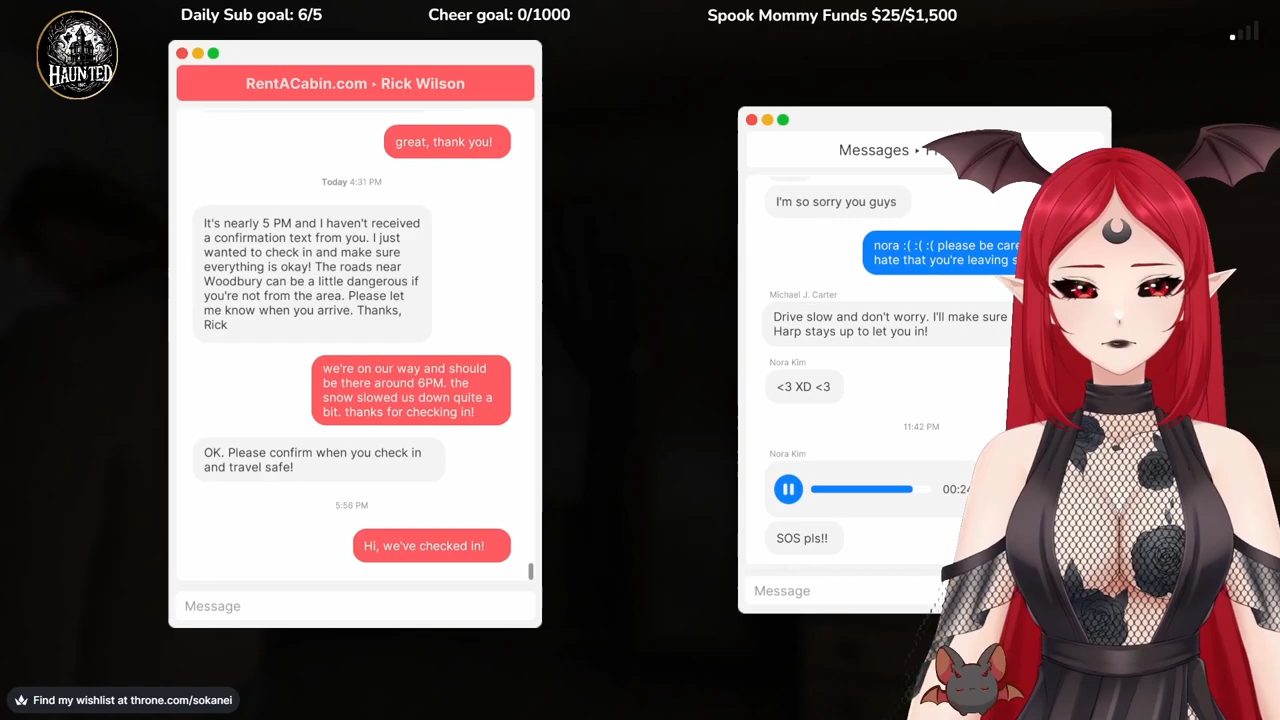 Daily Sub goal: 6/5
Cheer goal: 0/1000
Spook Mommy Funds $25/$1,500
HAUNTED
INC.
RentACabin.com ‣ Rick Wilson
great, thank you!
Today 4:31 PM
It's nearly 5 PM and I haven't received
a confirmation text from you. I just
wanted to check in and make sure
everything is okay! The roads near
Woodbury can be a little dangerous if
you're not from the area. Please let
me know when you arrive. Thanks,
Rick
we're on our way and should
be there around 6PM. the
snow slowed us down quite a
bit. thanks for checking in!
OK. Please confirm when you check in
and travel safe!
5:56 PM
Hi, we've checked in!
Message
Messages ‣
I'm so sorry you guys
nora :( :( :( please be
hate that you're leaving
Michael J. Carter
Drive slow and don't worry. I'll make sure
Harp stays up to let you in!
Nora Kim
<3 XD <3
11:42 PM
Nora Kim
SOS pls!!
Message
Find my wishlist at throne.com/sokanei